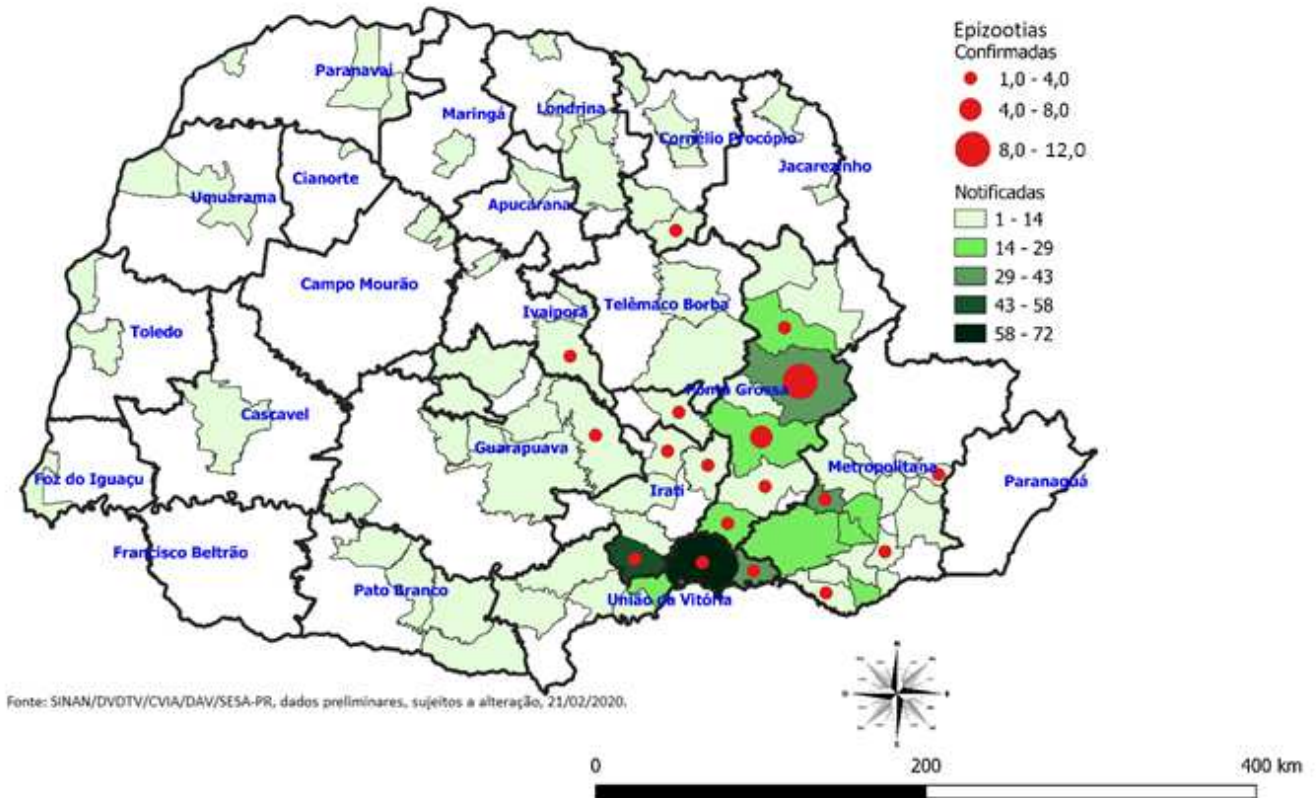 Epizootias
Confirmadas
1,0 - 4,0
4,0 - 8,0
8,0 - 12,0
Notificadas
1 - 14
14 - 29
29 - 43
43 - 58
58 - 72
Paranavaí
Maringá
Londrina
Cornélio Procópio
Jacarezinho
Umuarama
Cianorte
Apucarana
Campo Mourão
Ivaiporã
Telêmaco Borba
Toledo
Ponta Grossa
Cascavel
Guarapuava
Metropolitana
Paranaguá
Foz do Iguaçu
Irati
Francisco Beltrão
Pato Branco
União da Vitória
Fonte: SINAN/DVDTV/CVIA/DAV/SESA-PR, dados preliminares, sujeitos a alteração, 21/02/2020.
0 200 400 km